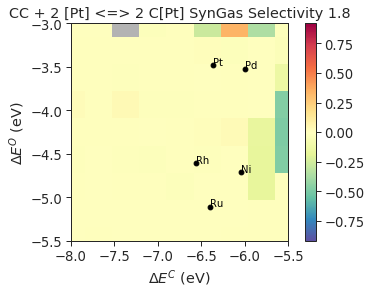 CC + 2 [Pt] <=> 2 C[Pt] SynGas Selectivity 1.8
−3.0
−3.5
−4.0
−4.5
−5.0
−5.5
ΔE^O (eV)
Pt
Pd
Rh
Ni
Ru
−8.0 −7.5 −7.0 −6.5 −6.0 −5.5
ΔE^C (eV)
0.75
0.50
0.25
0.00
−0.25
−0.50
−0.75